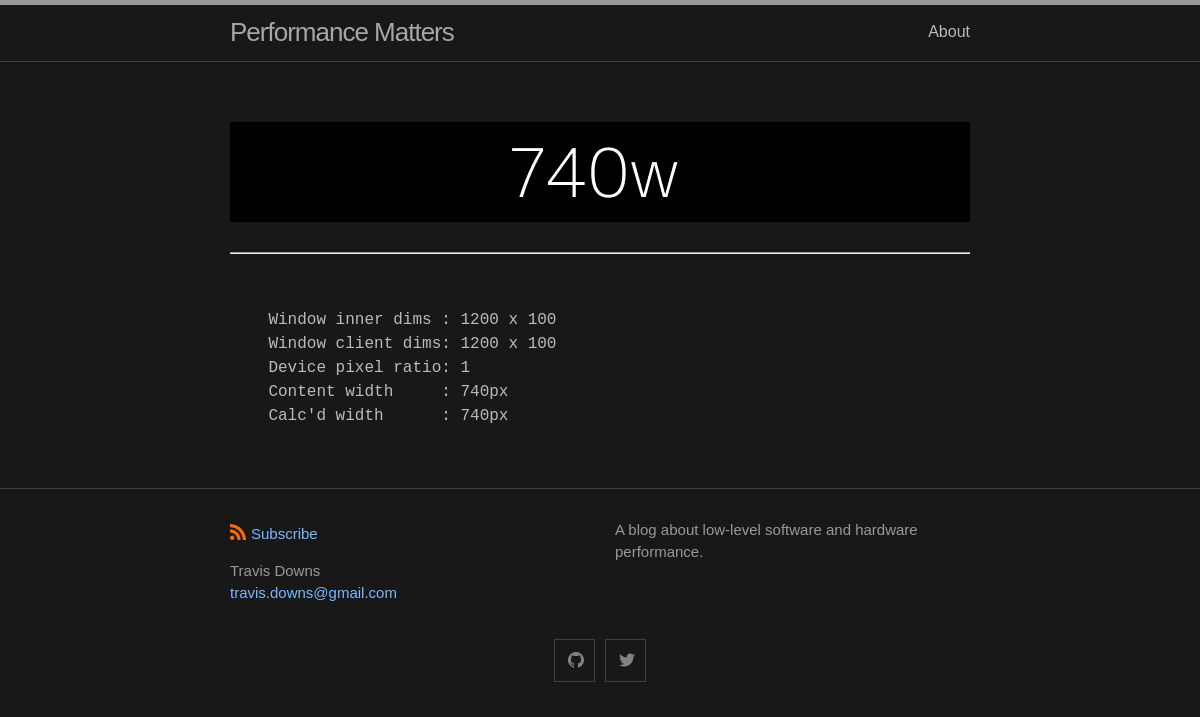 Performance Matters
About
740w
Window inner dims : 1200 x 100
Window client dims: 1200 x 100
Device pixel ratio: 1
Content width     : 740px
Calc'd width      : 740px
Subscribe
Travis Downs
travis.downs@gmail.com
A blog about low-level software and hardware
performance.